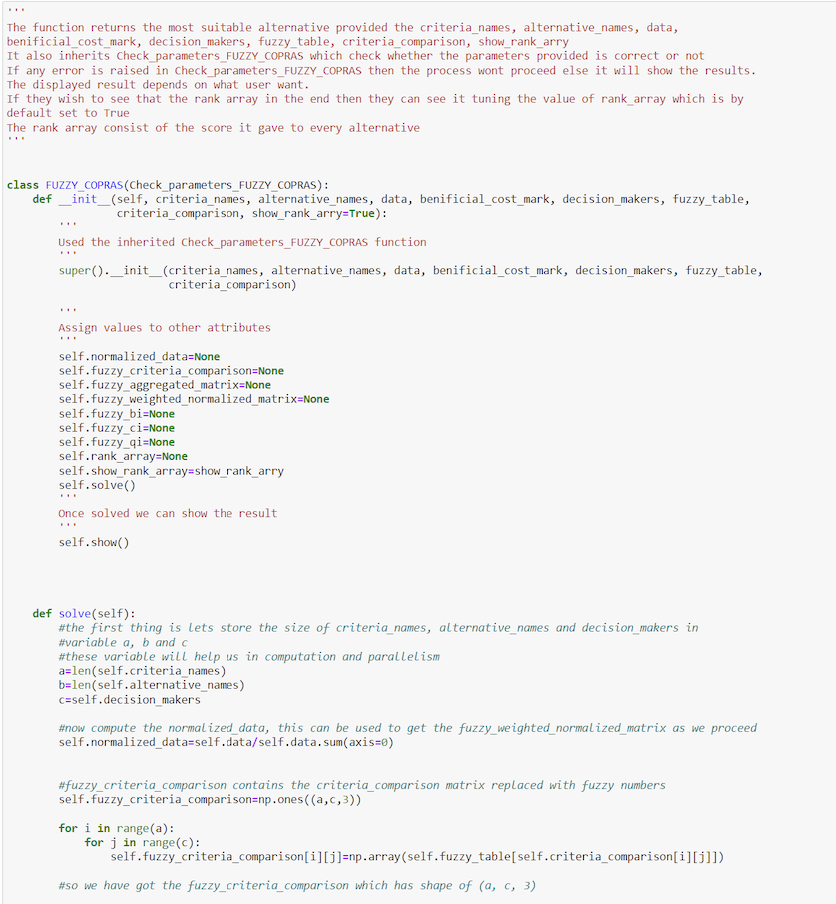 '''
The function returns the most suitable alternative provided the criteria_names, alternative_names, data,
benificial_cost_mark, decision_makers, fuzzy_table, criteria_comparison, show_rank_arry
It also inherits Check_parameters_FUZZY_COPRAS which check whether the parameters provided is correct or not
If any error is raised in Check_parameters_FUZZY_COPRAS then the process wont proceed else it will show the results.
The displayed result depends on what user want.
If they wish to see that the rank array in the end then they can see it tuning the value of rank_array which is by
default set to True
The rank array consist of the score it gave to every alternative
'''
class FUZZY_COPRAS(Check_parameters_FUZZY_COPRAS):
    def __init__(self, criteria_names, alternative_names, data, benificial_cost_mark, decision_makers, fuzzy_table,
                 criteria_comparison, show_rank_arry=True):
        '''
        Used the inherited Check_parameters_FUZZY_COPRAS function
        '''
        super().__init__(criteria_names, alternative_names, data, benificial_cost_mark, decision_makers, fuzzy_table,
                         criteria_comparison)
        '''
        Assign values to other attributes
        '''
        self.normalized_data=None
        self.fuzzy_criteria_comparison=None
        self.fuzzy_aggregated_matrix=None
        self.fuzzy_weighted_normalized_matrix=None
        self.fuzzy_bi=None
        self.fuzzy_ci=None
        self.fuzzy_qi=None
        self.rank_array=None
        self.show_rank_array=show_rank_arry
        self.solve()
        '''
        Once solved we can show the result
        '''
        self.show()
    def solve(self):
        #the first thing is lets store the size of criteria_names, alternative_names and decision_makers in
        #variable a, b and c
        #these variable will help us in computation and parallelism
        a=len(self.criteria_names)
        b=len(self.alternative_names)
        c=self.decision_makers
        #now compute the normalized_data, this can be used to get the fuzzy_weighted_normalized_matrix as we proceed
        self.normalized_data=self.data/self.data.sum(axis=0)
        #fuzzy_criteria_comparison contains the criteria_comparison matrix replaced with fuzzy numbers
        self.fuzzy_criteria_comparison=np.ones((a,c,3))
        for i in range(a):
            for j in range(c):
                self.fuzzy_criteria_comparison[i][j]=np.array(self.fuzzy_table[self.criteria_comparison[i][j]])
        #so we have got the fuzzy_criteria_comparison which has shape of (a, c, 3)